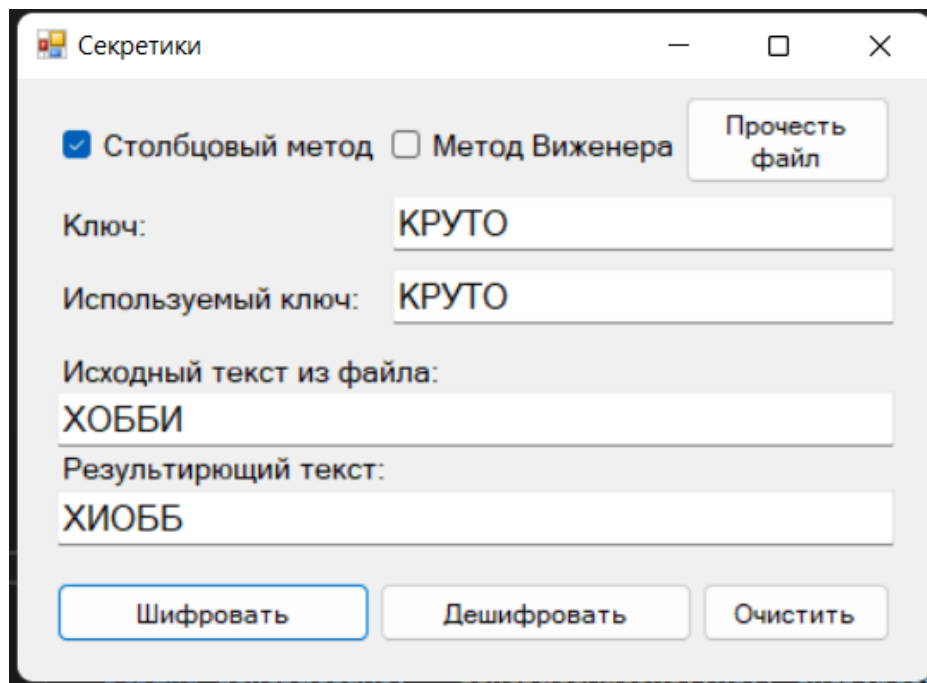 Секретики
Столбцовый метод Метод Виженера Прочесть
файл
Ключ: КРУТО
Используемый ключ: КРУТО
Исходный текст из файла:
ХОББИ
Результирющий текст:
ХИОББ
Шифровать Дешифровать Очистить